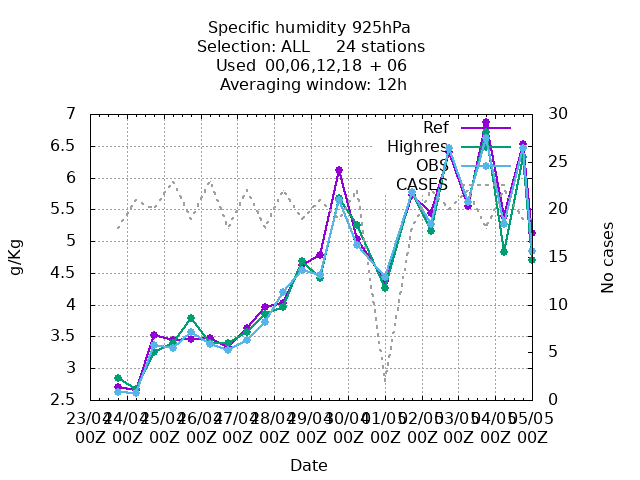 Specific humidity 925hPa
Selection: ALL 24 stations
Used 00,06,12,18 + 06
Averaging window: 12h
7
6.5
6
5.5
5
4.5
4
3.5
3
2.5
30
25
20
15
10
5
0
g/Kg
No cases
Ref
Highres
OBS
CASES
23/04 24/04 25/04 26/04 27/04 28/04 29/04 30/04 01/05 02/05 03/05 04/05 05/05
00Z 00Z 00Z 00Z 00Z 00Z 00Z 00Z 00Z 00Z 00Z 00Z 00Z
Date